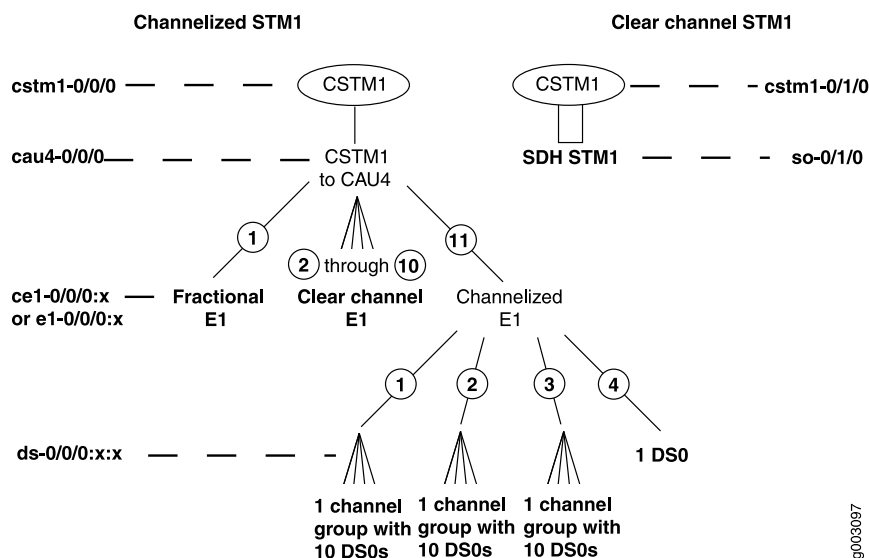 Channelized STM1
Clear channel STM1
cstm1-0/0/0
CSTM1
CSTM1
cstm1-0/1/0
cau4-0/0/0
CSTM1
to CAU4
SDH STM1
so-0/1/0
1
11
2 through 10
ce1-0/0/0:x
or e1-0/0/0:x
Fractional
E1
Clear channel
E1
Channelized
E1
1
2
3
4
ds-0/0/0:x:x
1 DS0
1 channel
group with
10 DS0s
1 channel
group with
10 DS0s
1 channel
group with
10 DS0s
g003097